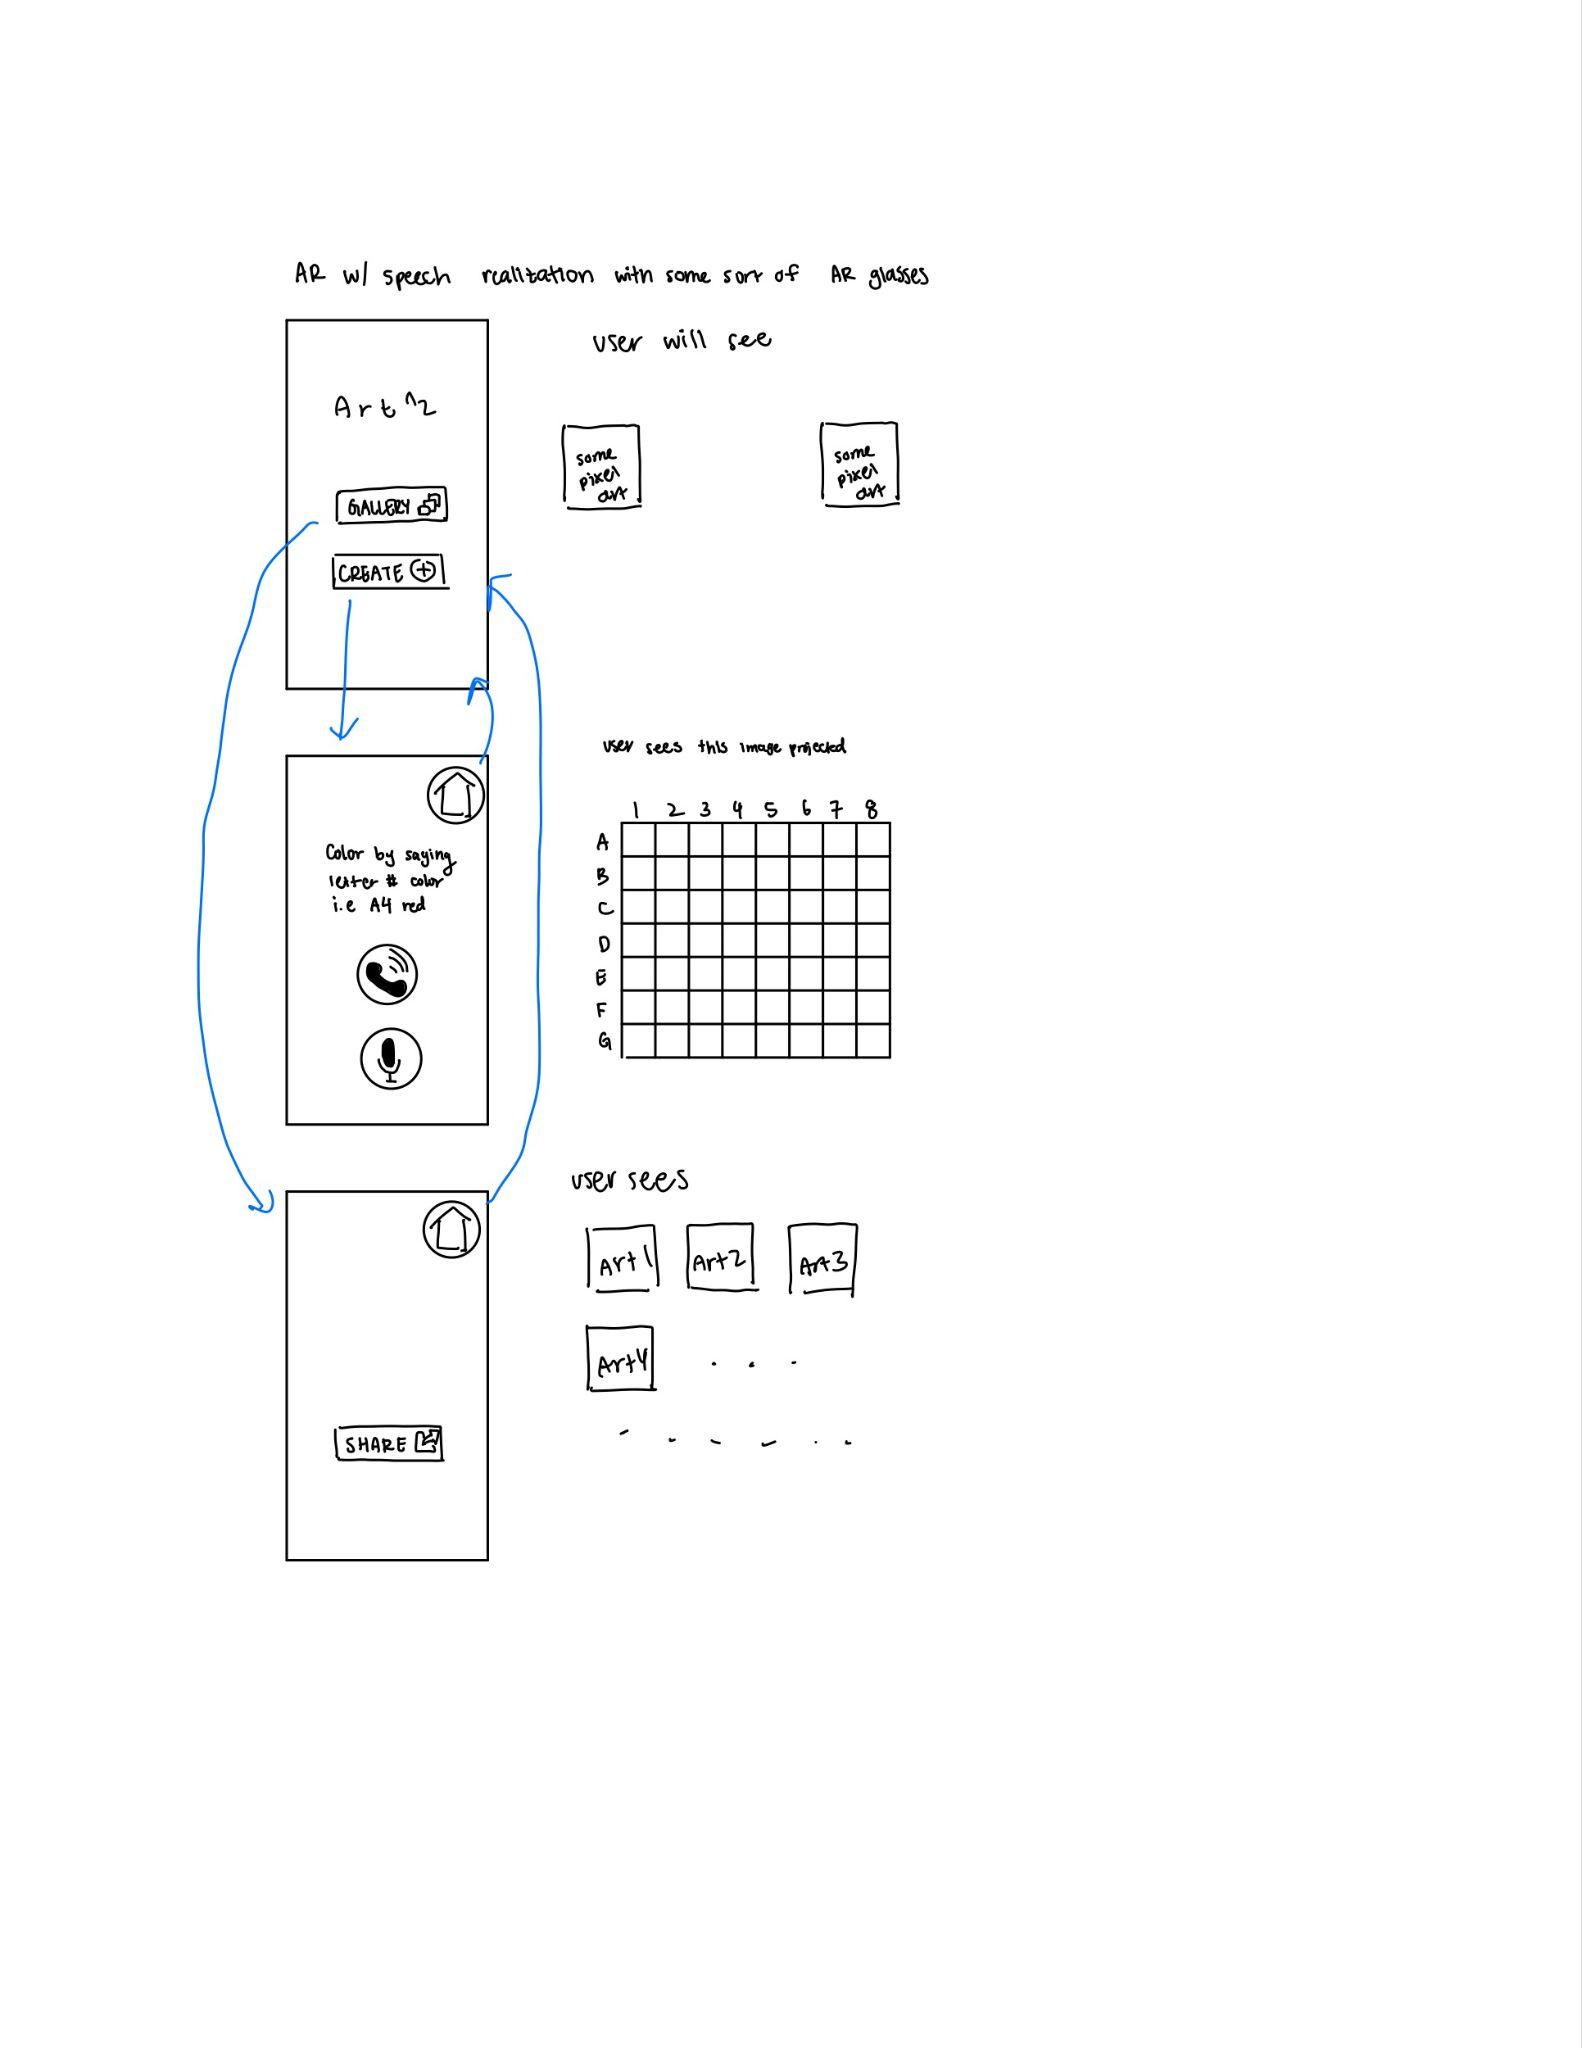 AR w/ speech realitation with some sort of AR glasses
user will see
Art^2
some
pixel
art
some
pixel
art
GALLERY
CREATE
user sees this image projected
1 2 3 4 5 6 7 8
A
B
C
D
E
F
G
Color by saying
letter # color
i.e A4 red
user sees
Art1 Art2 Art3
Art4 . . .
SHARE